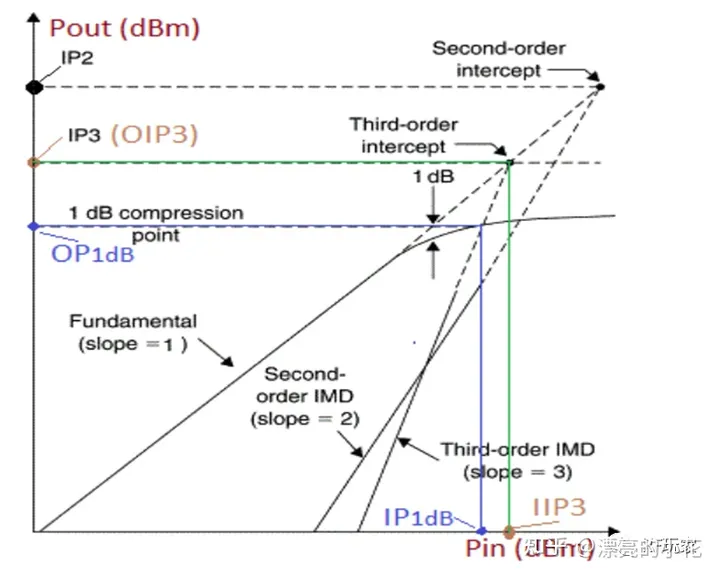 Pout (dBm)
IP2
Second-order
intercept
IP3 (OIP3)
Third-order
intercept
1 dB
1 dB compression
point
OP1dB
Fundamental
(slope = 1 )
Second-
order IMD
(slope = 2)
Third-order IMD
(slope = 3)
IP1dB
IIP3
Pin (dBm)
知乎 @漂亮的小花